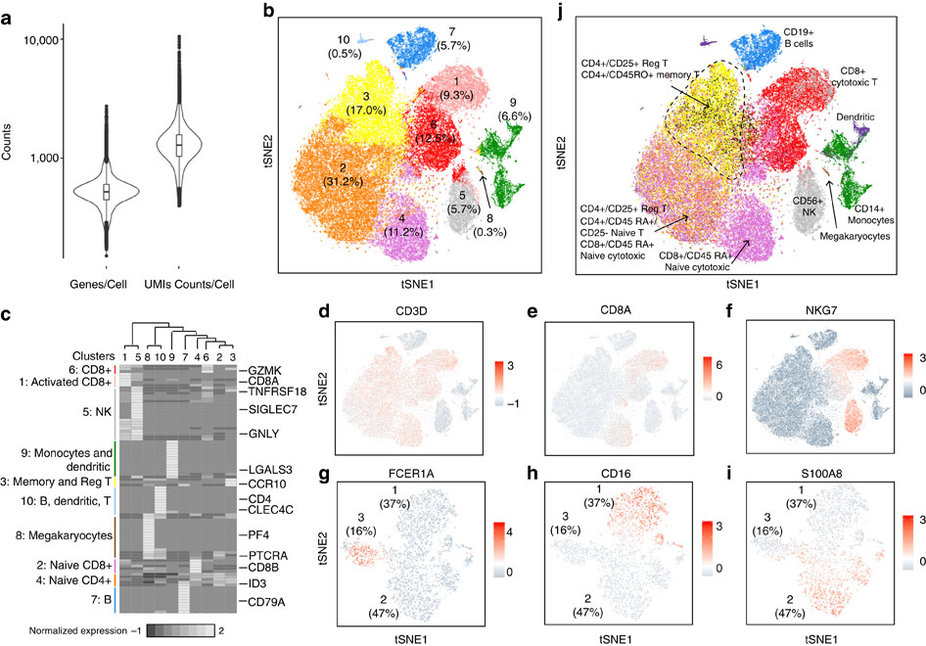 a
10,000
1,000
Counts
Genes/Cell
UMIs Counts/Cell
b
10
(0.5%)
7
(5.7%)
1
(9.3%)
3
(17.0%)
9
(6.6%)
6
(12.5%)
2
(31.2%)
5
(5.7%)
4
(11.2%)
8
(0.3%)
tSNE2
tSNE1
j
CD19+
B cells
CD4+/CD25+ Reg T
CD4+/CD45RO+ memory T
CD8+
cytotoxic T
Dendritic
CD4+/CD25+ Reg T
CD4+/CD45 RA+/
CD25- Naive T
CD8+/CD45 RA+
Naive cytotoxic
CD8+/CD45 RA+
Naive cytotoxic
CD56+
NK
CD14+
Monocytes
Megakaryocytes
tSNE2
tSNE1
c
Clusters
1 5 8 10 9 7 4 6 2 3
6: CD8+
1: Activated CD8+
5: NK
9: Monocytes and
dendritic
3: Memory and Reg T
10: B, dendritic, T
8: Megakaryocytes
2: Naive CD8+
4: Naive CD4+
7: B
GZMK
CD8A
TNFRSF18
SIGLEC7
GNLY
LGALS3
CCR10
CD4
CLEC4C
PF4
PTCRA
CD8B
ID3
CD79A
Normalized expression −1 2
d
CD3D
3
−1
tSNE2
e
CD8A
6
0
f
NKG7
3
0
g
FCER1A
1
(37%)
3
(16%)
2
(47%)
4
0
tSNE2
tSNE1
h
CD16
1
(37%)
3
(16%)
2
(47%)
3
0
tSNE1
i
S100A8
1
(37%)
3
(16%)
2
(47%)
3
0
tSNE1